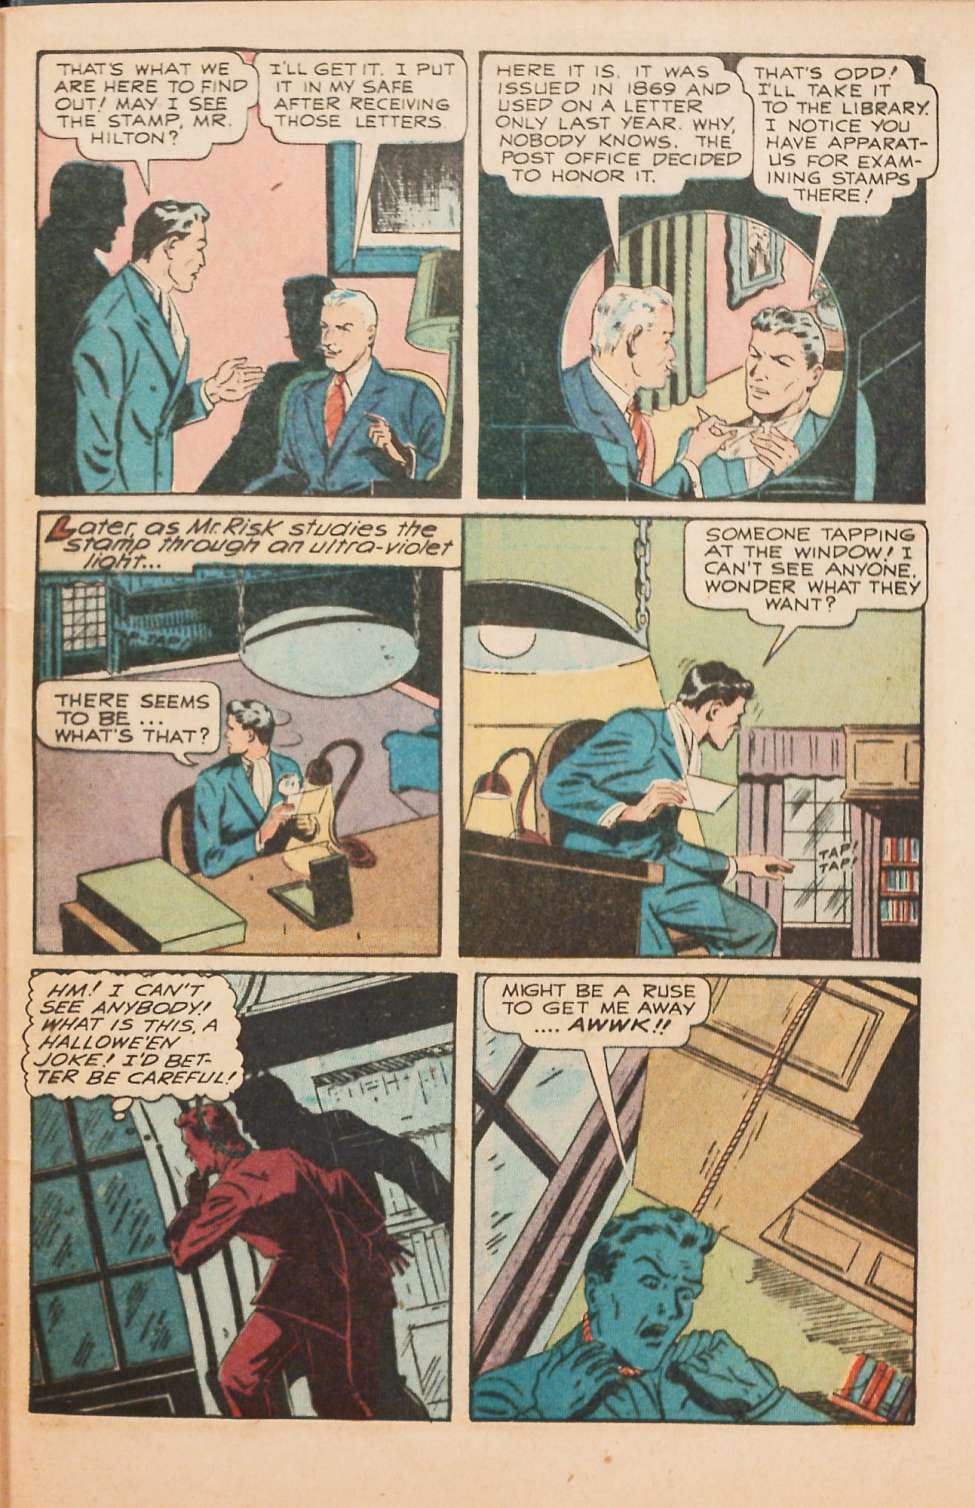 THAT'S WHAT WE
ARE HERE TO FIND
OUT! MAY I SEE
THE STAMP, MR.
HILTON?
I'LL GET IT. I PUT
IT IN MY SAFE
AFTER RECEIVING
THOSE LETTERS
HERE IT IS. IT WAS
ISSUED IN 1869 AND
USED ON A LETTER
ONLY LAST YEAR. WHY,
NOBODY KNOWS. THE
POST OFFICE DECIDED
TO HONOR IT.
THAT'S ODD!
I'LL TAKE IT
TO THE LIBRARY.
I NOTICE YOU
HAVE APPARAT-
US FOR EXAM-
INING STAMPS
THERE!
Later, as Mr. Risk studies the
stamp through an ultra-violet
light...
TAP!
THERE SEEMS
TO BE ...
WHAT'S THAT?
SOMEONE TAPPING
AT THE WINDOW! I
CAN'T SEE ANYONE.
WONDER WHAT THEY
WANT?
TAP!
TAP!
HM! I CAN'T
SEE ANYBODY!
WHAT IS THIS, A
HALLOWE'EN
JOKE! I'D BET-
TER BE CAREFUL!
MIGHT BE A RUSE
TO GET ME AWAY
.... AWWK!!